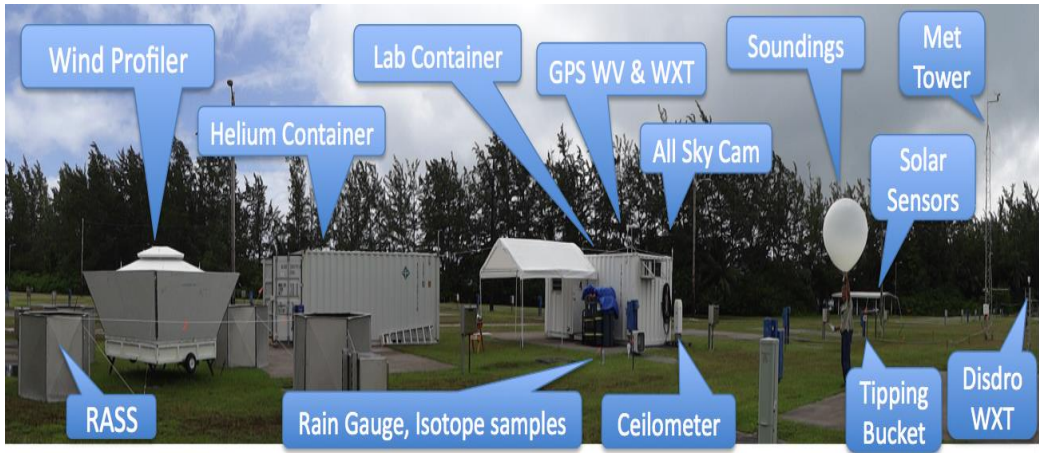 Wind Profiler
Helium Container
Lab Container
GPS WV & WXT
All Sky Cam
Soundings
Solar
Sensors
Met
Tower
RASS
Rain Gauge, Isotope samples
Ceilometer
Tipping
Bucket
Disdro
WXT